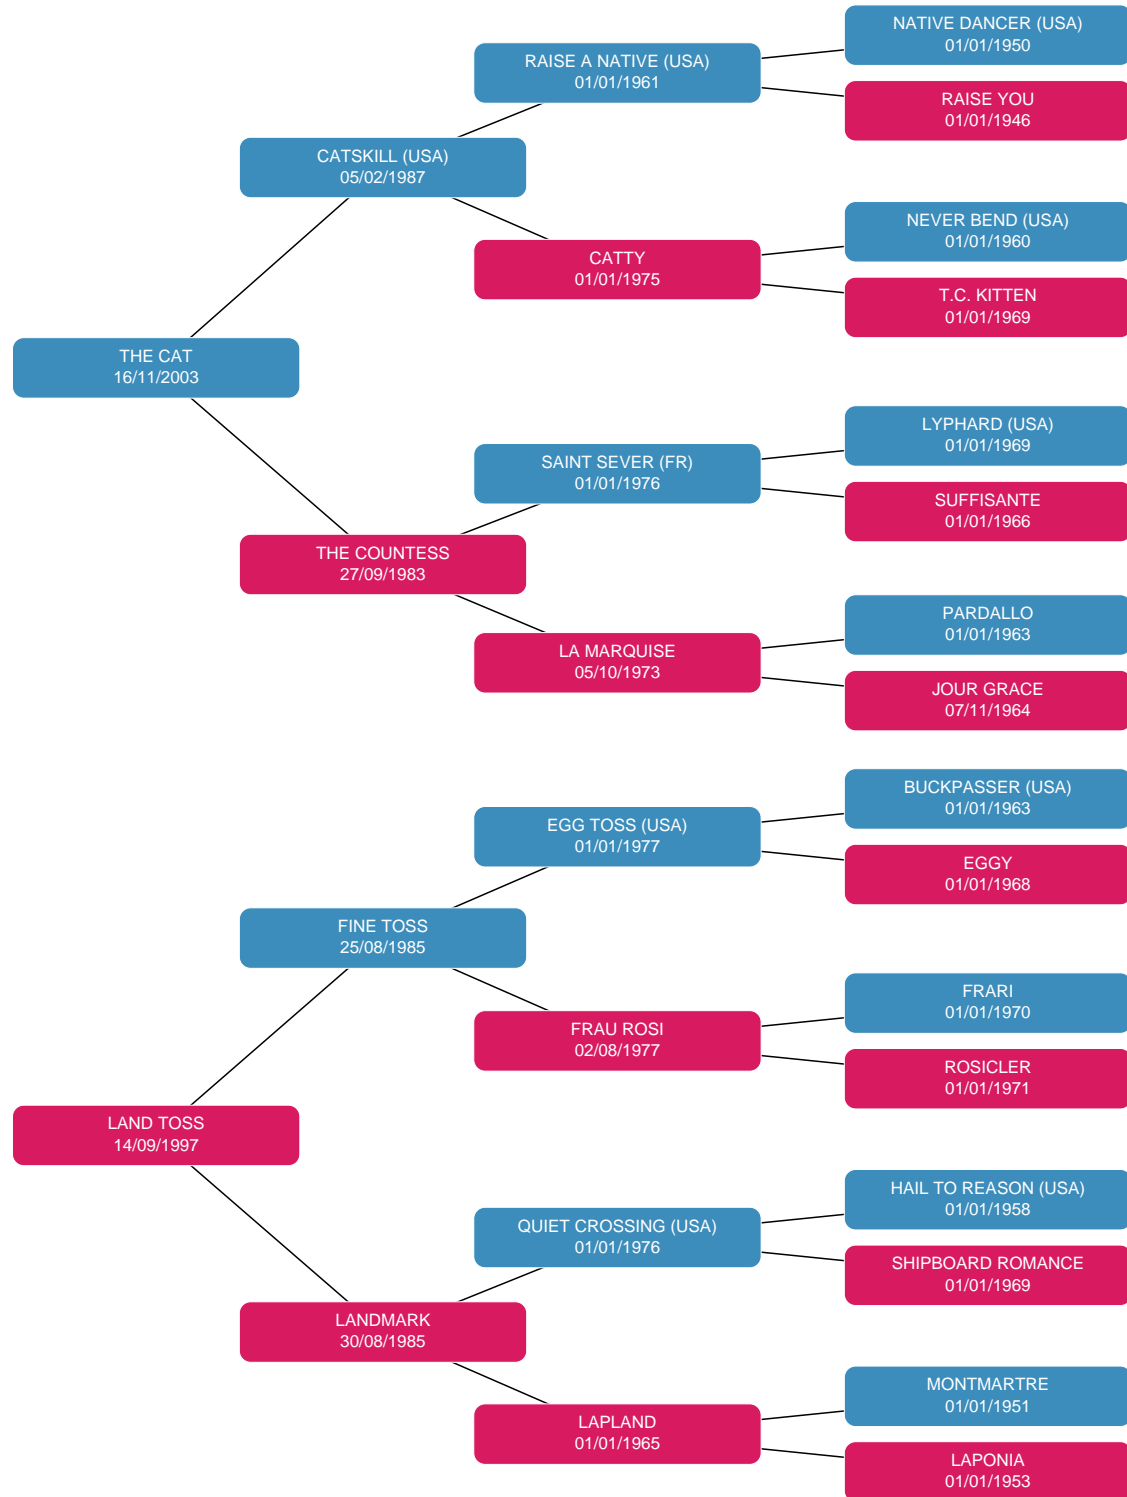 NATIVE DANCER (USA)
01/01/1950
RAISE A NATIVE (USA)
01/01/1961
RAISE YOU
01/01/1946
CATSKILL (USA)
05/02/1987
NEVER BEND (USA)
01/01/1960
CATTY
01/01/1975
T.C. KITTEN
01/01/1969
THE CAT
16/11/2003
LYPHARD (USA)
01/01/1969
SAINT SEVER (FR)
01/01/1976
SUFFISANTE
01/01/1966
THE COUNTESS
27/09/1983
PARDALLO
01/01/1963
LA MARQUISE
05/10/1973
JOUR GRACE
07/11/1964
BUCKPASSER (USA)
01/01/1963
EGG TOSS (USA)
01/01/1977
EGGY
01/01/1968
FINE TOSS
25/08/1985
FRARI
01/01/1970
FRAU ROSI
02/08/1977
ROSICLER
01/01/1971
LAND TOSS
14/09/1997
HAIL TO REASON (USA)
01/01/1958
QUIET CROSSING (USA)
01/01/1976
SHIPBOARD ROMANCE
01/01/1969
LANDMARK
30/08/1985
MONTMARTRE
01/01/1951
LAPLAND
01/01/1965
LAPONIA
01/01/1953